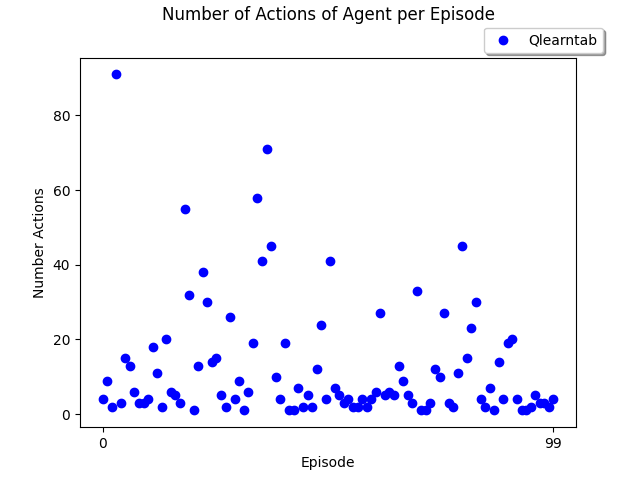 Number of Actions of Agent per Episode
Qlearntab
80
60
40
20
0
Number Actions
0 99
Episode